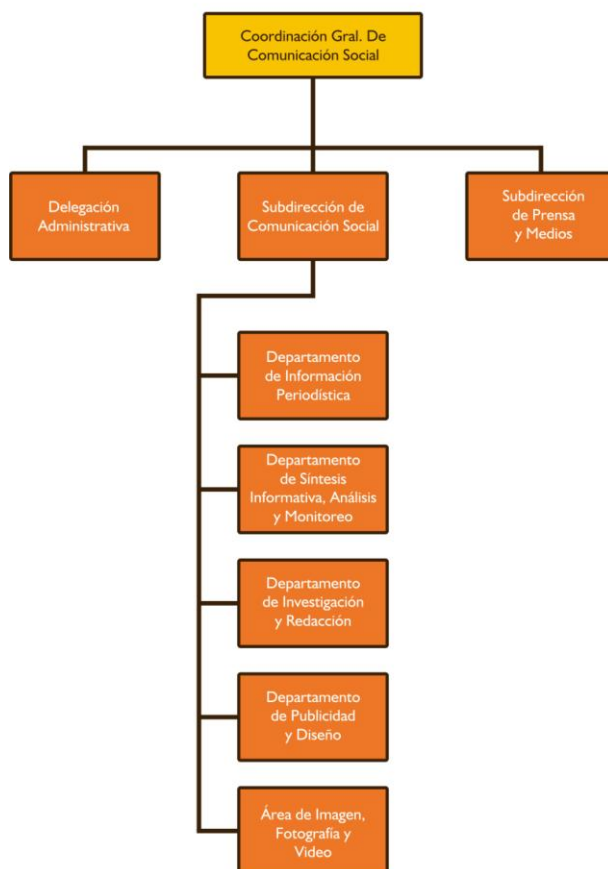 Coordinación Gral. De
Comunicación Social
Delegación
Administrativa
Subdirección de
Comunicación Social
Subdirección
de Prensa
y Medios
Departamento
de Información
Periodística
Departamento
de Síntesis
Informativa, Análisis
y Monitoreo
Departamento
de Investigación
y Redacción
Departamento
de Publicidad
y Diseño
Área de Imagen,
Fotografía y
Video